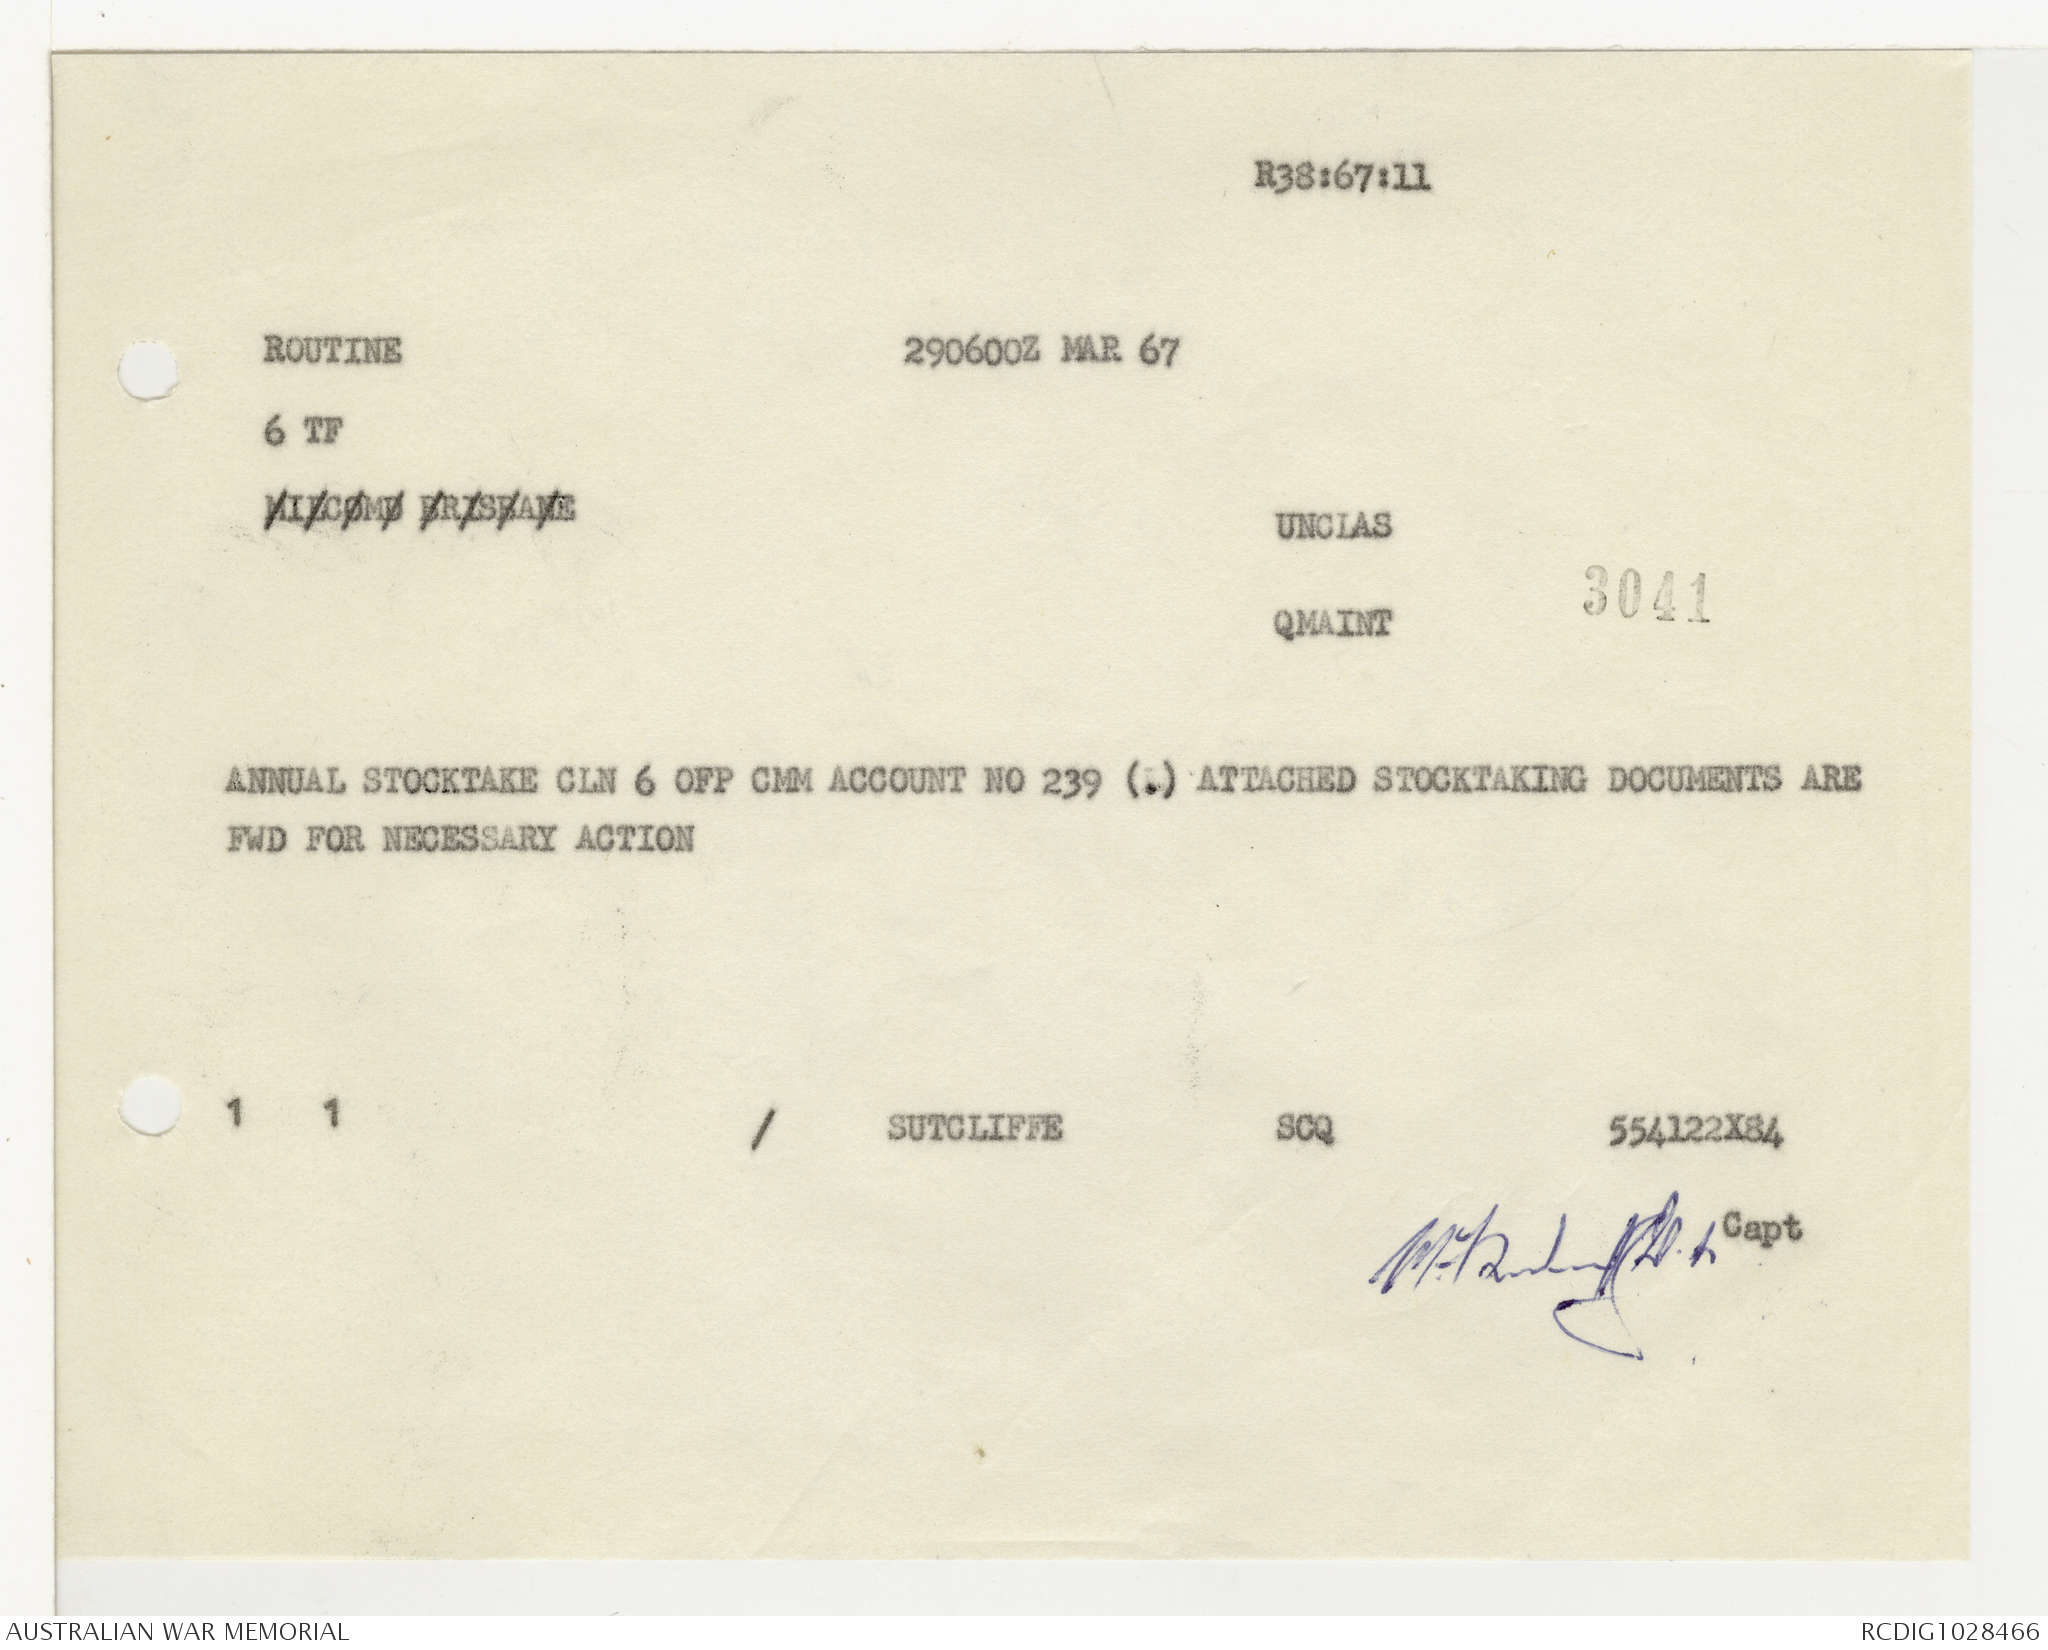 R38:67:11
ROUTINE 290600Z MAR 67
6 TF
MILCOMD BRISBANE
UNCLAS
3041
QMAINT
ANNUAL STOCKTAKE CLN 6 OFP CMM ACCOUNT NO 239 (.) ATTACHED STOCKTAKING DOCUMENTS ARE
FWD FOR NECESSARY ACTION
1 1 / SUTCLIFFE SCQ 554122X84
Capt
AUSTRALIAN WAR MEMORIAL RCDIG1028466